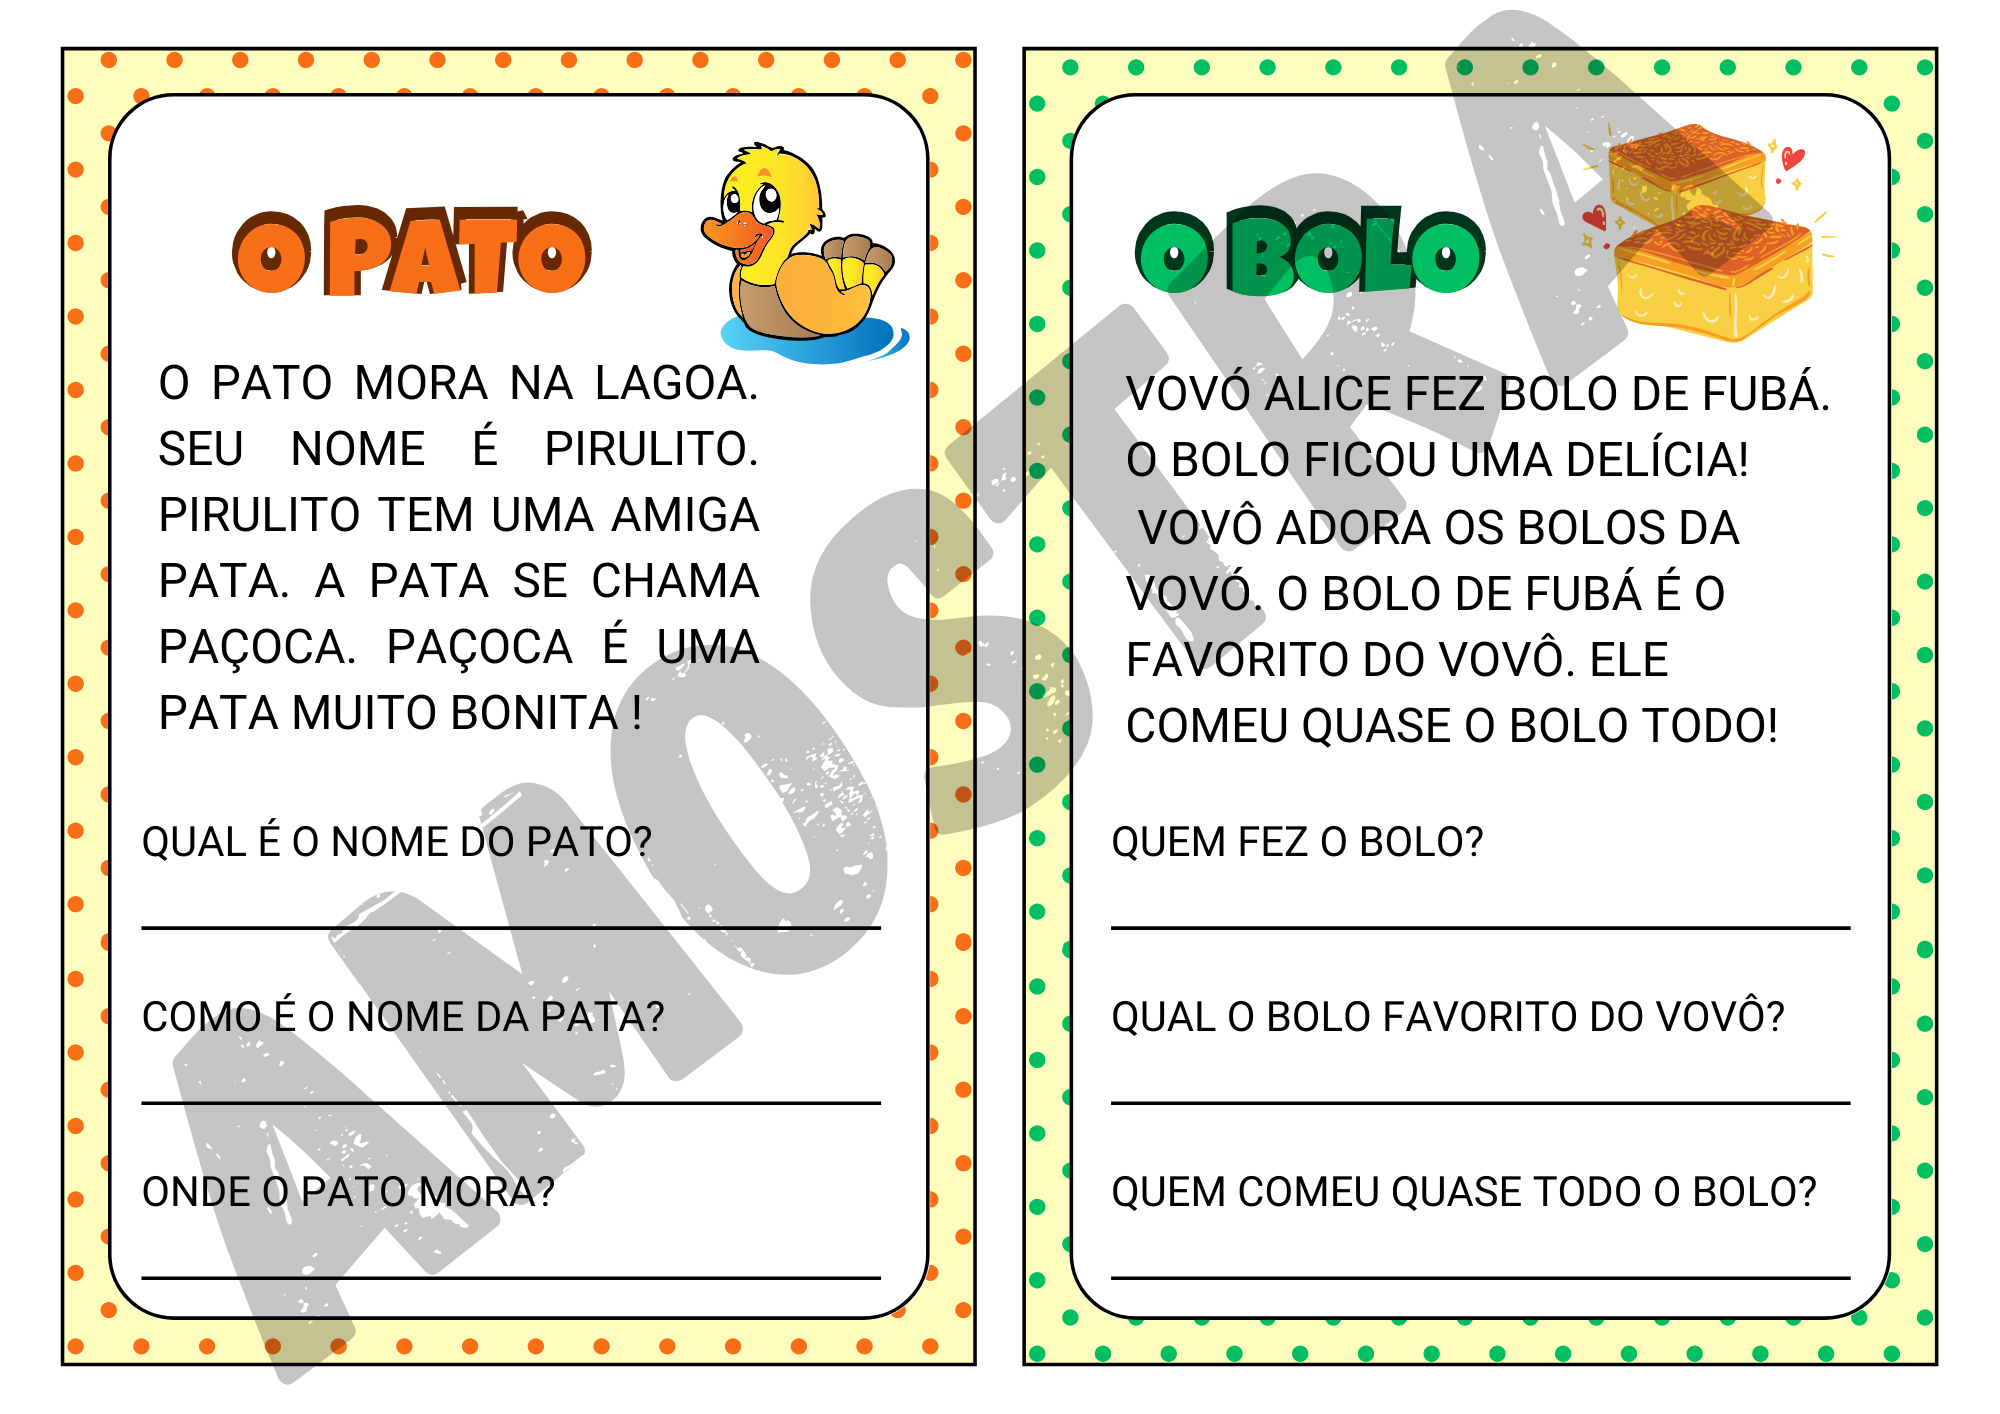 O PATO
O PATO MORA NA LAGOA.
SEU NOME É PIRULITO.
PIRULITO TEM UMA AMIGA
PATA. A PATA SE CHAMA
PAÇOCA. PAÇOCA É UMA
PATA MUITO BONITA !
QUAL É O NOME DO PATO?
COMO É O NOME DA PATA?
ONDE O PATO MORA?
O BOLO
VOVÓ ALICE FEZ BOLO DE FUBÁ.
O BOLO FICOU UMA DELÍCIA!
VOVÔ ADORA OS BOLOS DA
VOVÓ. O BOLO DE FUBÁ É O
FAVORITO DO VOVÔ. ELE
COMEU QUASE O BOLO TODO!
QUEM FEZ O BOLO?
QUAL O BOLO FAVORITO DO VOVÔ?
QUEM COMEU QUASE TODO O BOLO?
AMOSTRA